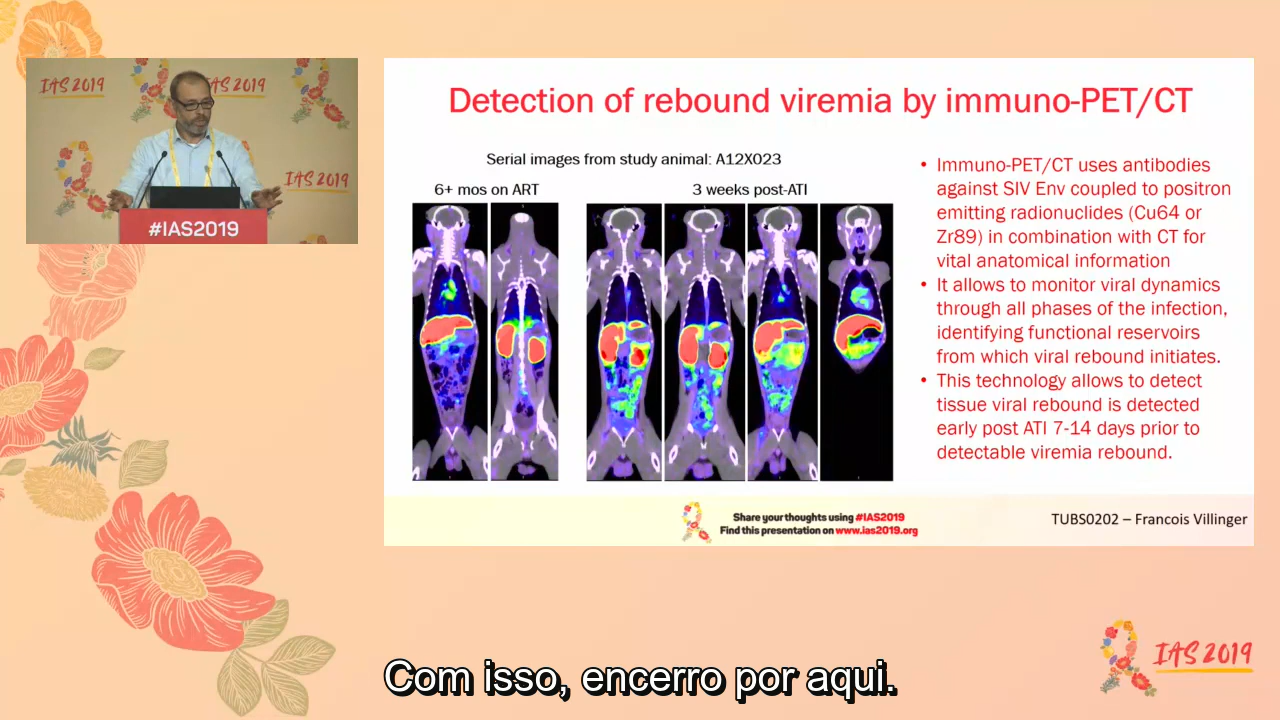 IAS 2019
IAS 2019
IAS 2019
#IAS2019
Detection of rebound viremia by immuno-PET/CT
Serial images from study animal: A12X023
6+ mos on ART
3 weeks post-ATI
• Immuno-PET/CT uses antibodies
against SIV Env coupled to positron
emitting radionuclides (Cu64 or
Zr89) in combination with CT for
vital anatomical information
• It allows to monitor viral dynamics
through all phases of the infection,
identifying functional reservoirs
from which viral rebound initiates.
• This technology allows to detect
tissue viral rebound is detected
early post ATI 7-14 days prior to
detectable viremia rebound.
Share your thoughts using #IAS2019
Find this presentation on www.ias2019.org
TUBS0202 – Francois Villinger
IAS 2019
Com isso, encerro por aqui.